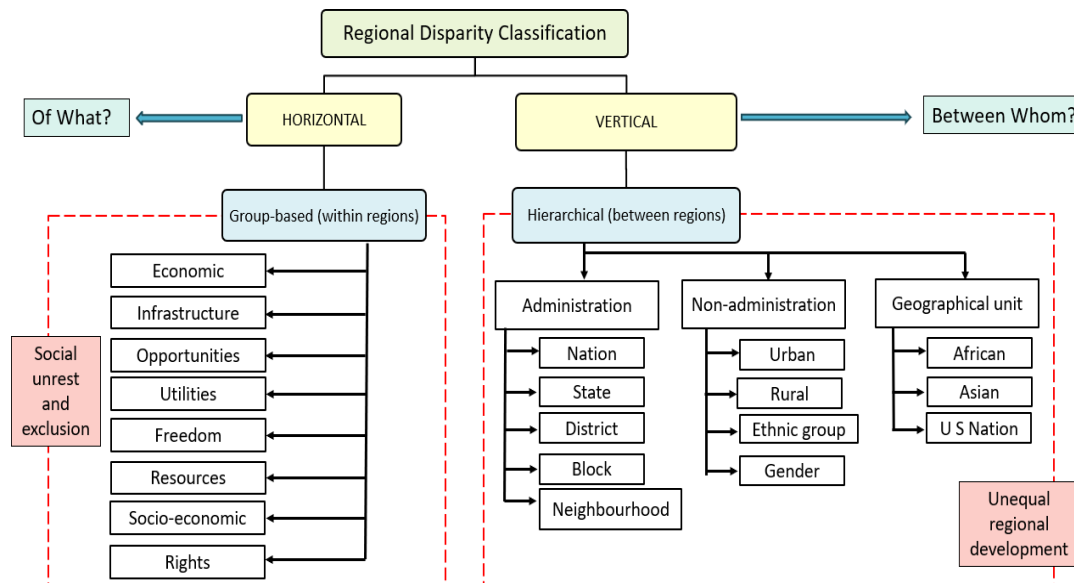 Regional Disparity Classification
Of What?
HORIZONTAL
VERTICAL
Between Whom?
Group-based (within regions)
Hierarchical (between regions)
Economic
Infrastructure
Opportunities
Utilities
Freedom
Resources
Socio-economic
Rights
Social
unrest
and
exclusion
Administration
Nation
State
District
Block
Neighbourhood
Non-administration
Urban
Rural
Ethnic group
Gender
Geographical unit
African
Asian
U S Nation
Unequal
regional
development